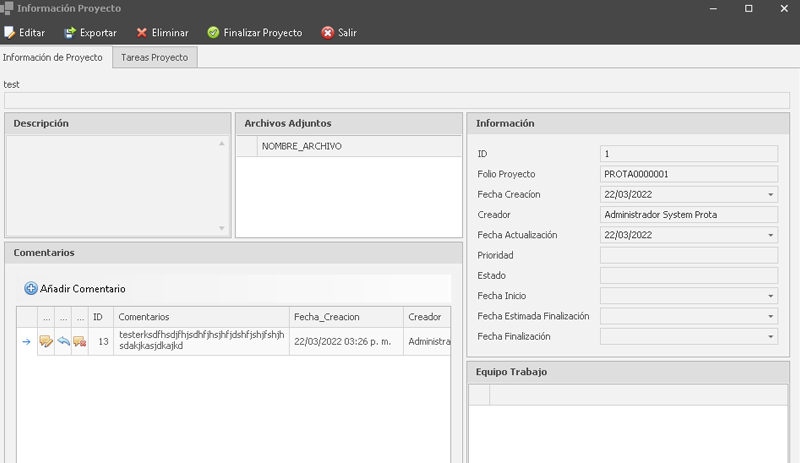 Información Proyecto
Editar Exportar Eliminar Finalizar Proyecto Salir
Información de Proyecto Tareas Proyecto
test
Descripción
Archivos Adjuntos
NOMBRE_ARCHIVO
Información
ID 1
Folio Proyecto PROTA0000001
Fecha Creacíon 22/03/2022
Creador Administrador System Prota
Fecha Actualización 22/03/2022
Prioridad
Estado
Fecha Inicio
Fecha Estimada Finalización
Fecha Finalización
Comentarios
Añadir Comentario
... ... ... ID Comentarios Fecha_Creacion Creador
13 testerksdfhsdjfhjsdhfjhsjhfjdshfjshjfshjh 22/03/2022 03:26 p. m. Administra
sdakjkasjdkajkd
Equipo Trabajo